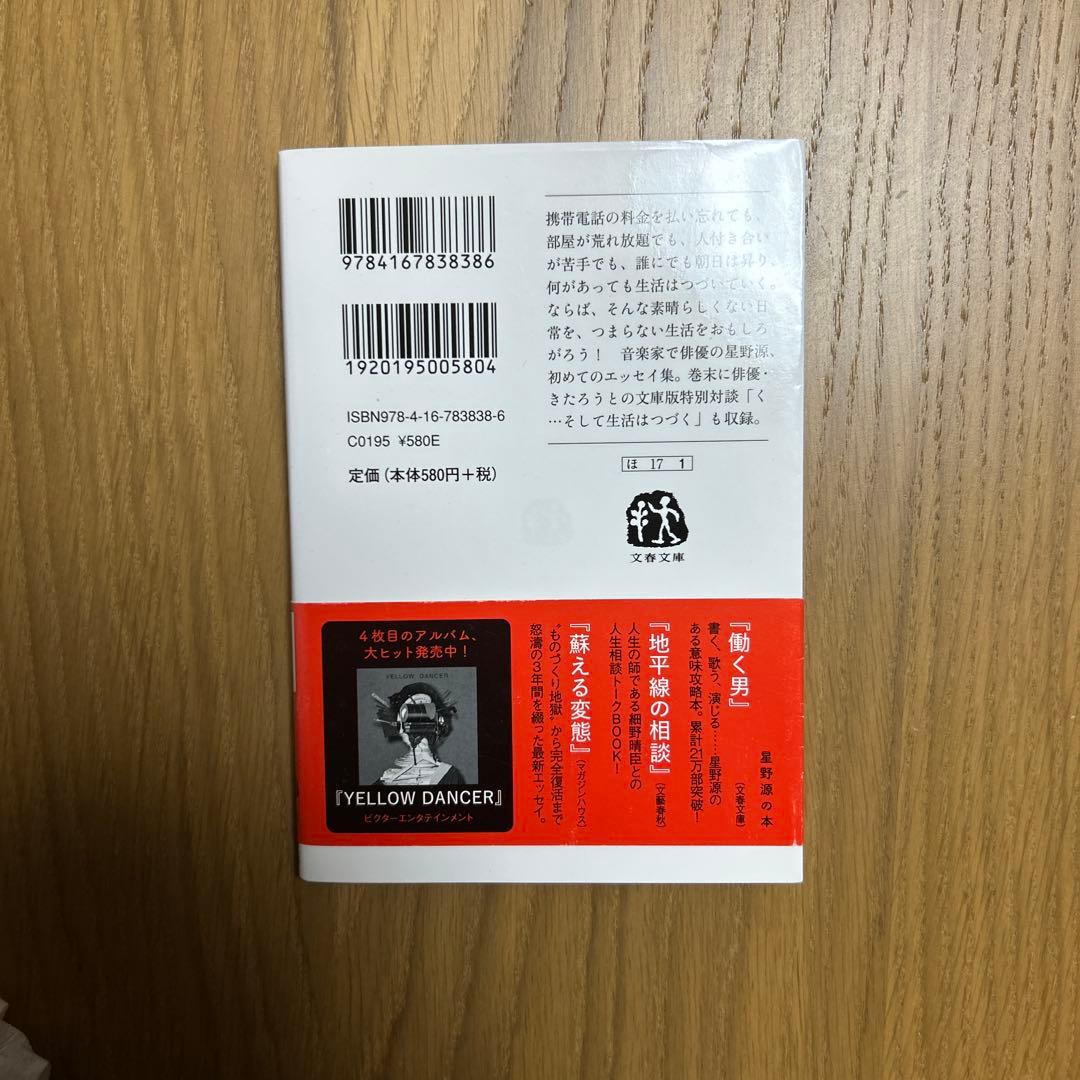 9784167838386
1920195005804
ISBN978-4-16-783838-6
C0195 ¥580E
定価(本体580円+税)
携帯電話の料金を払い忘れても、
部屋が荒れ放題でも、人付き合い
が苦手でも、誰にでも朝日は昇り、
何があっても生活はつづいていく。
ならば、そんな素晴らしくない日
常を、つまらない生活をおもしろ
がろう！　音楽家で俳優の星野源、
初めてのエッセイ集。巻末に俳優・
きたろうとの文庫版特別対談「く
…そして生活はつづく」も収録。
ほ 17 1
文春文庫
星野源の本
『働く男』
(文春文庫)
書く、歌う、演じる……星野源の
ある意味攻略本。累計21万部突破！
『地平線の相談』
(文藝春秋)
人生の師である細野晴臣との
人生相談トークBOOK！
『蘇える変態』
(マガジンハウス)
“ものづくり地獄”から完全復活まで
怒濤の3年間を綴った最新エッセイ。
4枚目のアルバム、
大ヒット発売中！
YELLOW DANCER
『YELLOW DANCER』
ビクターエンタテインメント